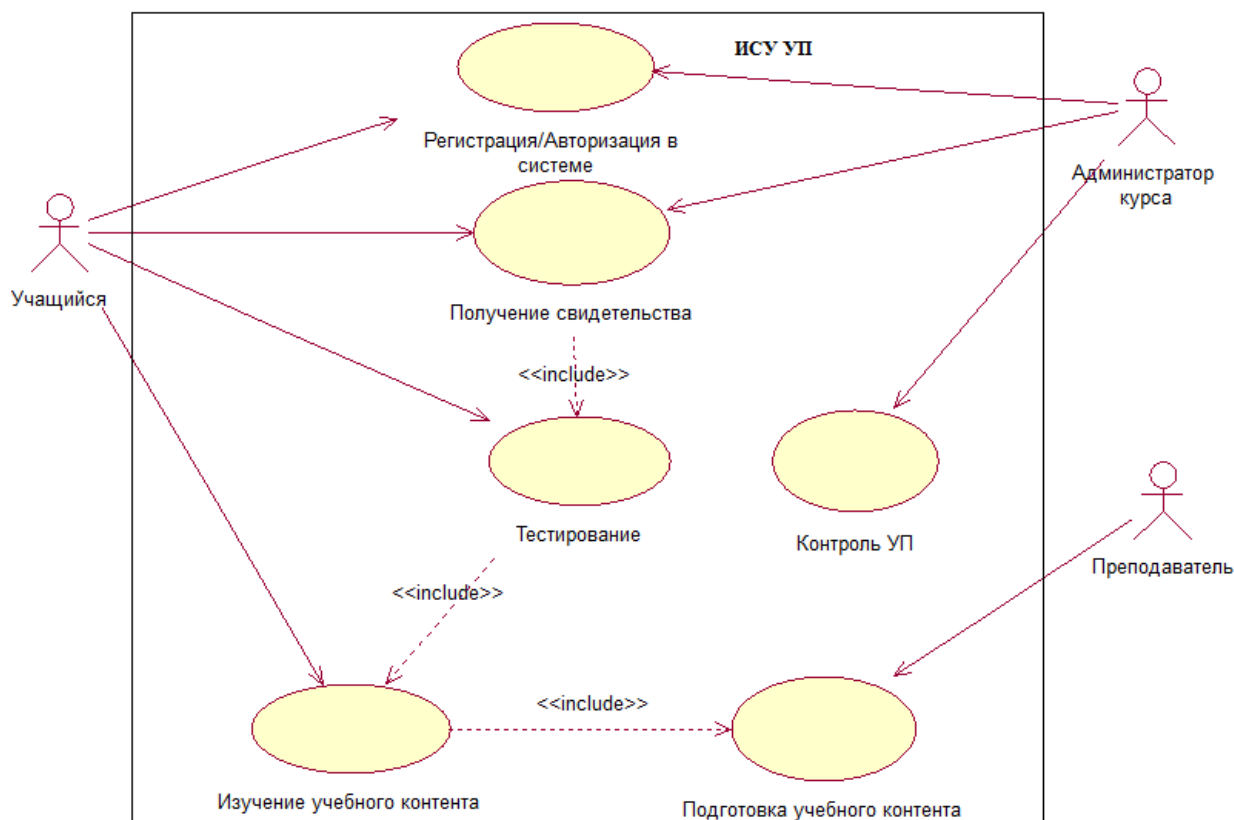 ИСУ УП
Регистрация/Авторизация в
системе
Администратор
курса
Учащийся
Получение свидетельства
<<include>>
Тестирование
Контроль УП
Преподаватель
<<include>>
<<include>>
Изучение учебного контента
Подготовка учебного контента